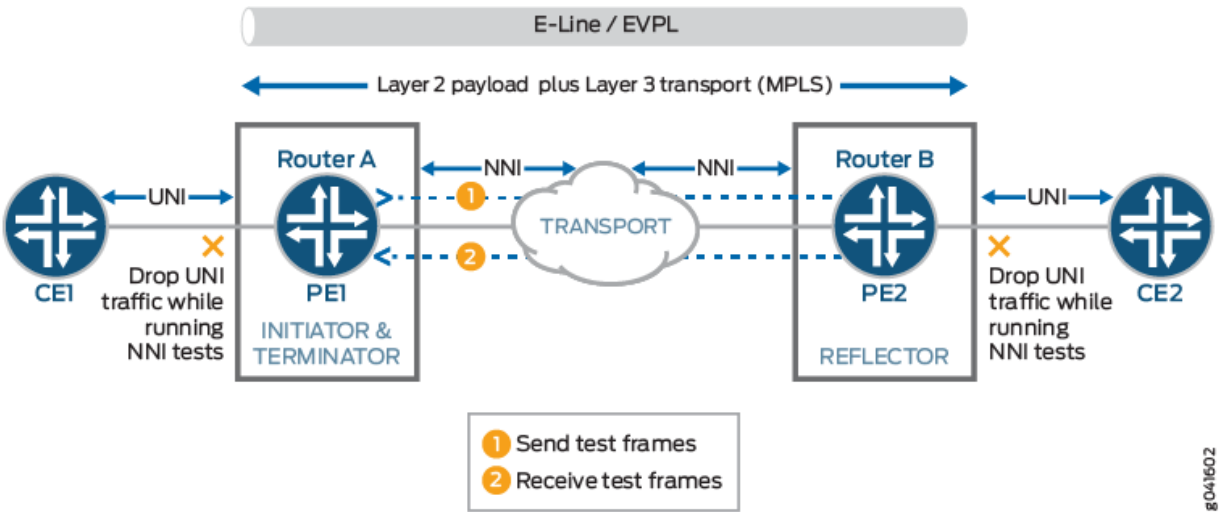 E-Line / EVPL
Layer 2 payload plus Layer 3 transport (MPLS)
Router A
NNI
NNI
Router B
UNI
1
TRANSPORT
UNI
2
CE1
Drop UNI
traffic while
running
NNI tests
PE1
INITIATOR &
TERMINATOR
PE2
REFLECTOR
Drop UNI
traffic while
running
NNI tests
CE2
1 Send test frames
2 Receive test frames
g041602